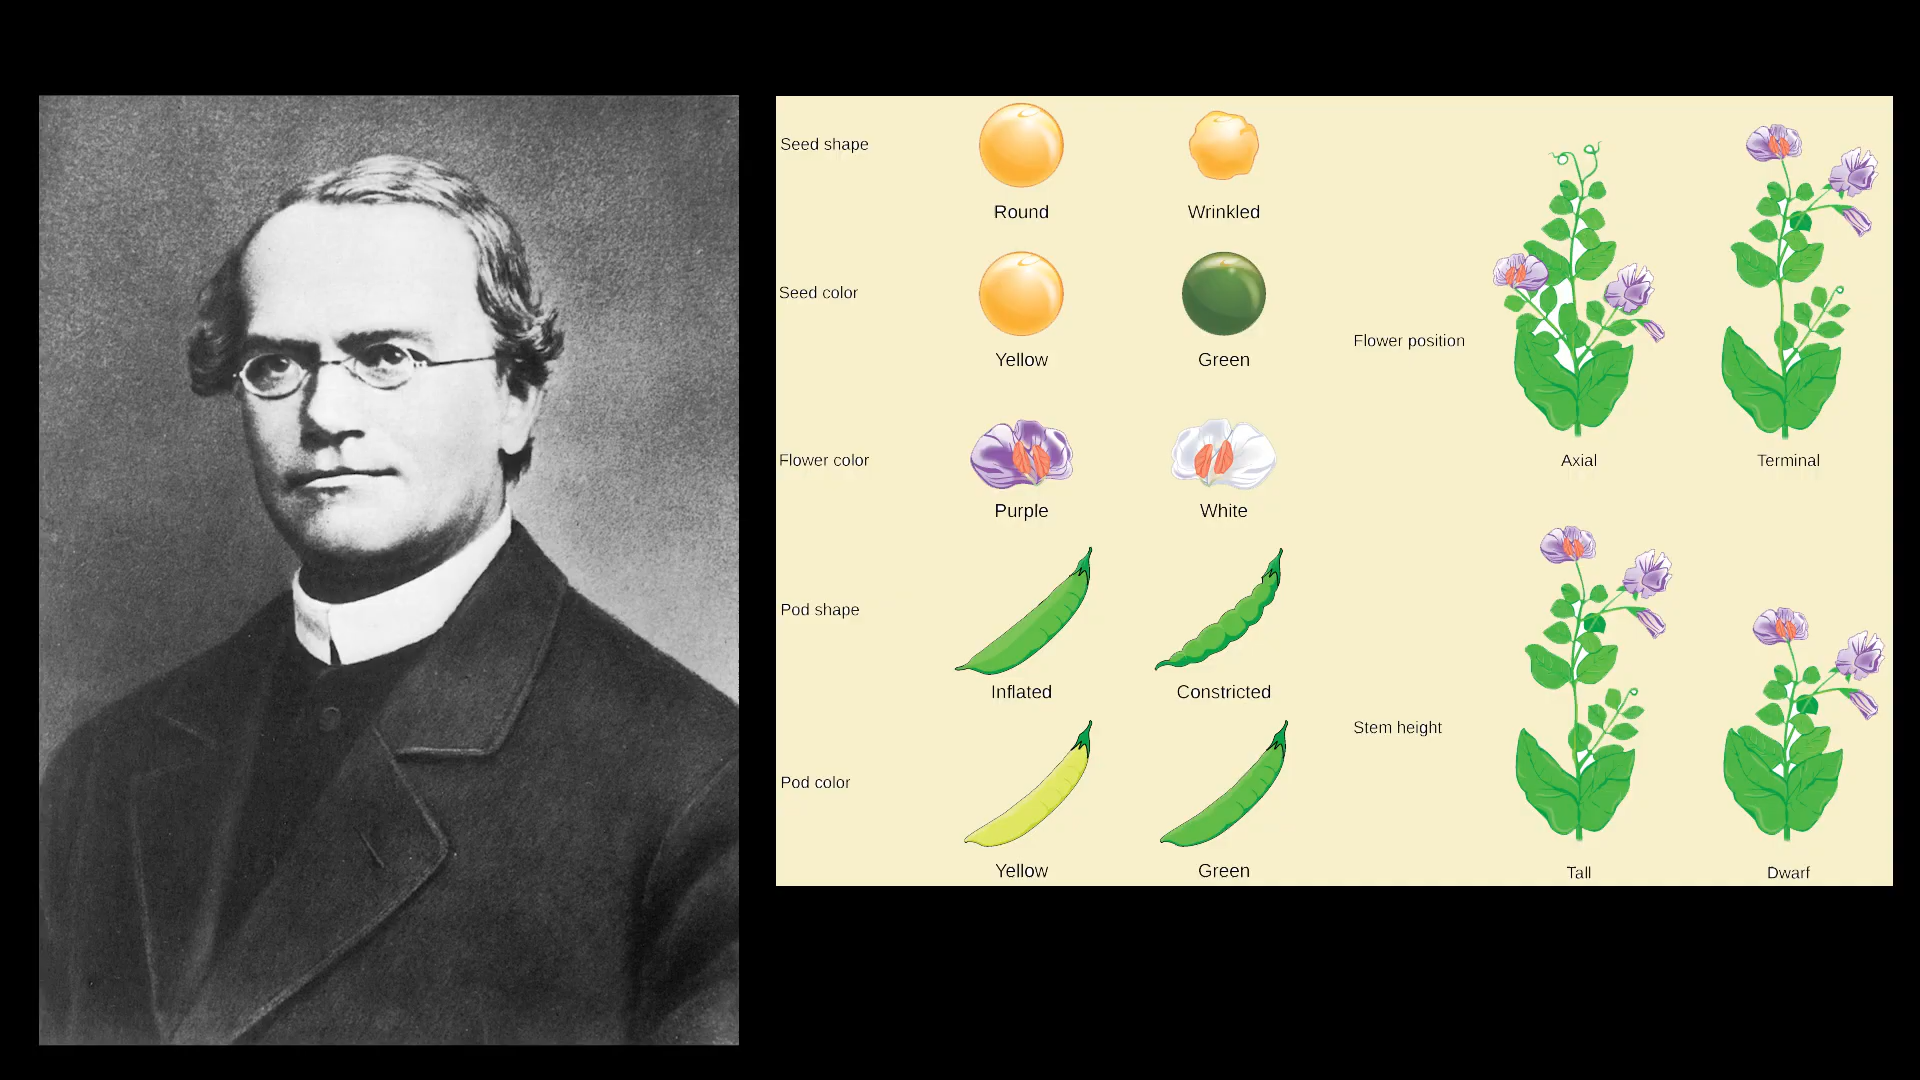 Seed shape
Round
Wrinkled
Seed color
Yellow
Green
Flower color
Purple
White
Pod shape
Inflated
Constricted
Pod color
Yellow
Green
Flower position
Axial
Terminal
Stem height
Tall
Dwarf